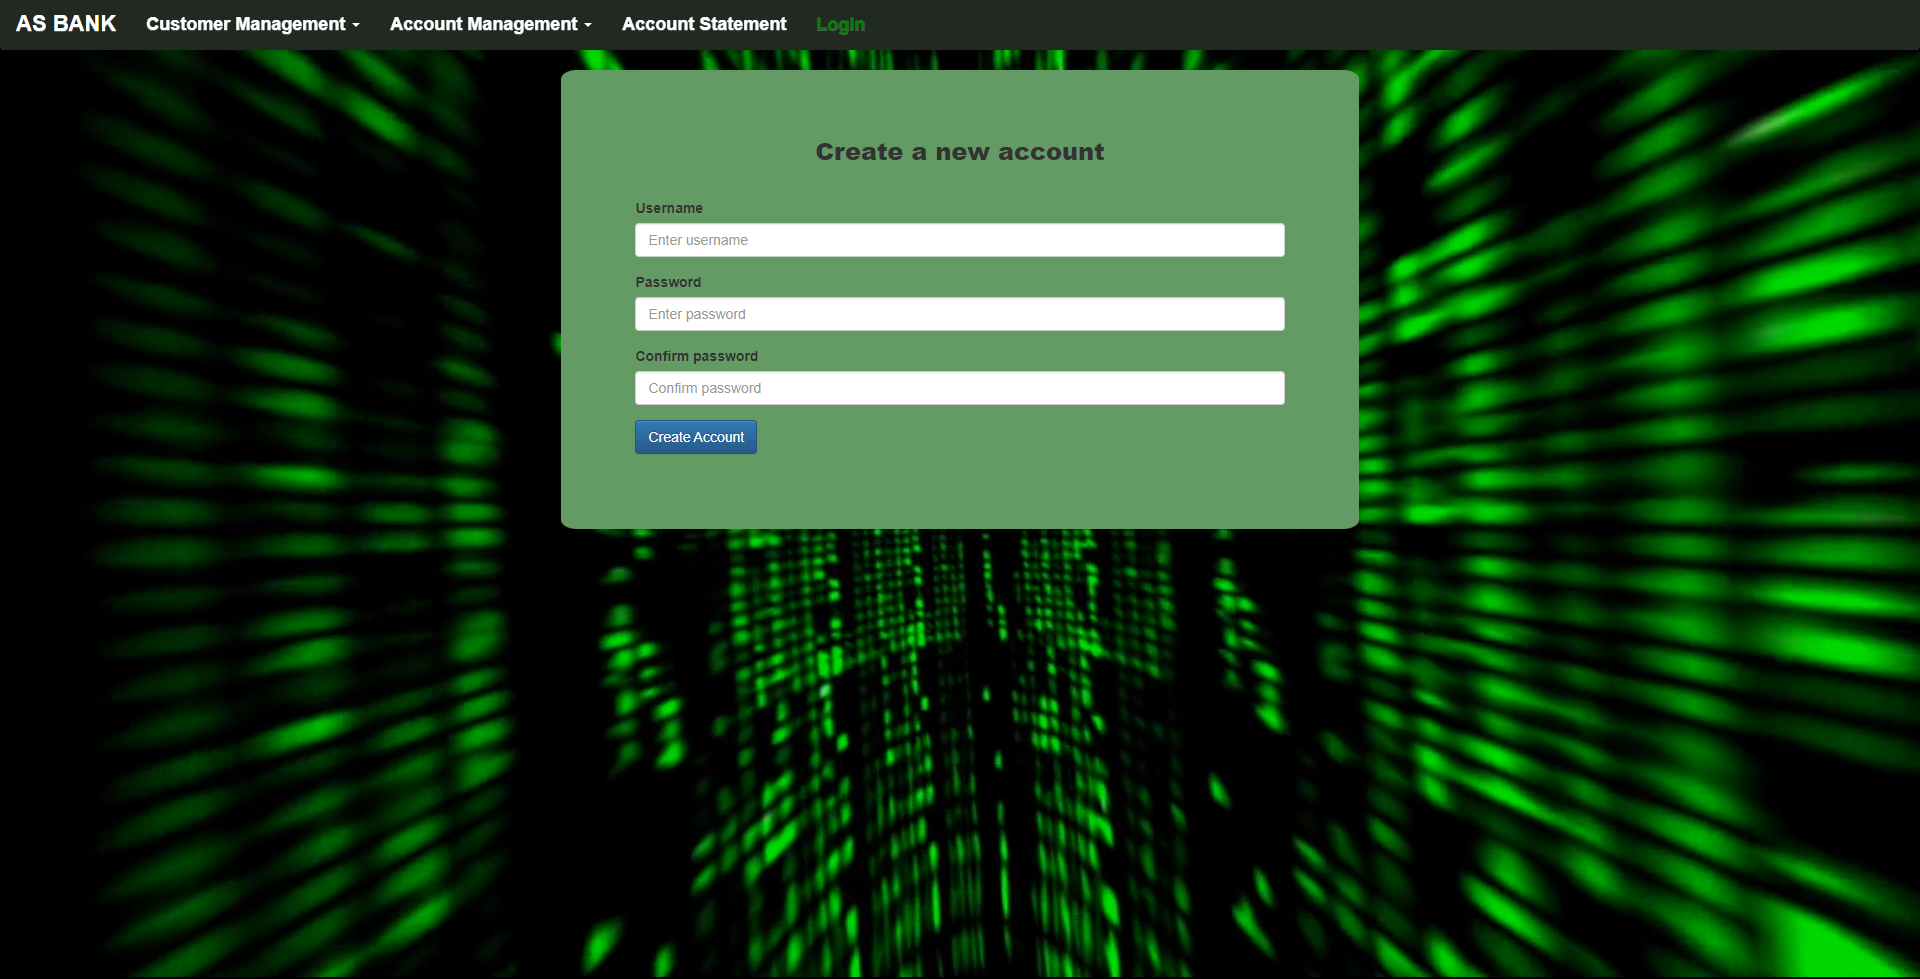 AS BANK Customer Management Account Management Account Statement Login
Create a new account
Username
Enter username
Password
Enter password
Confirm password
Confirm password
Create Account